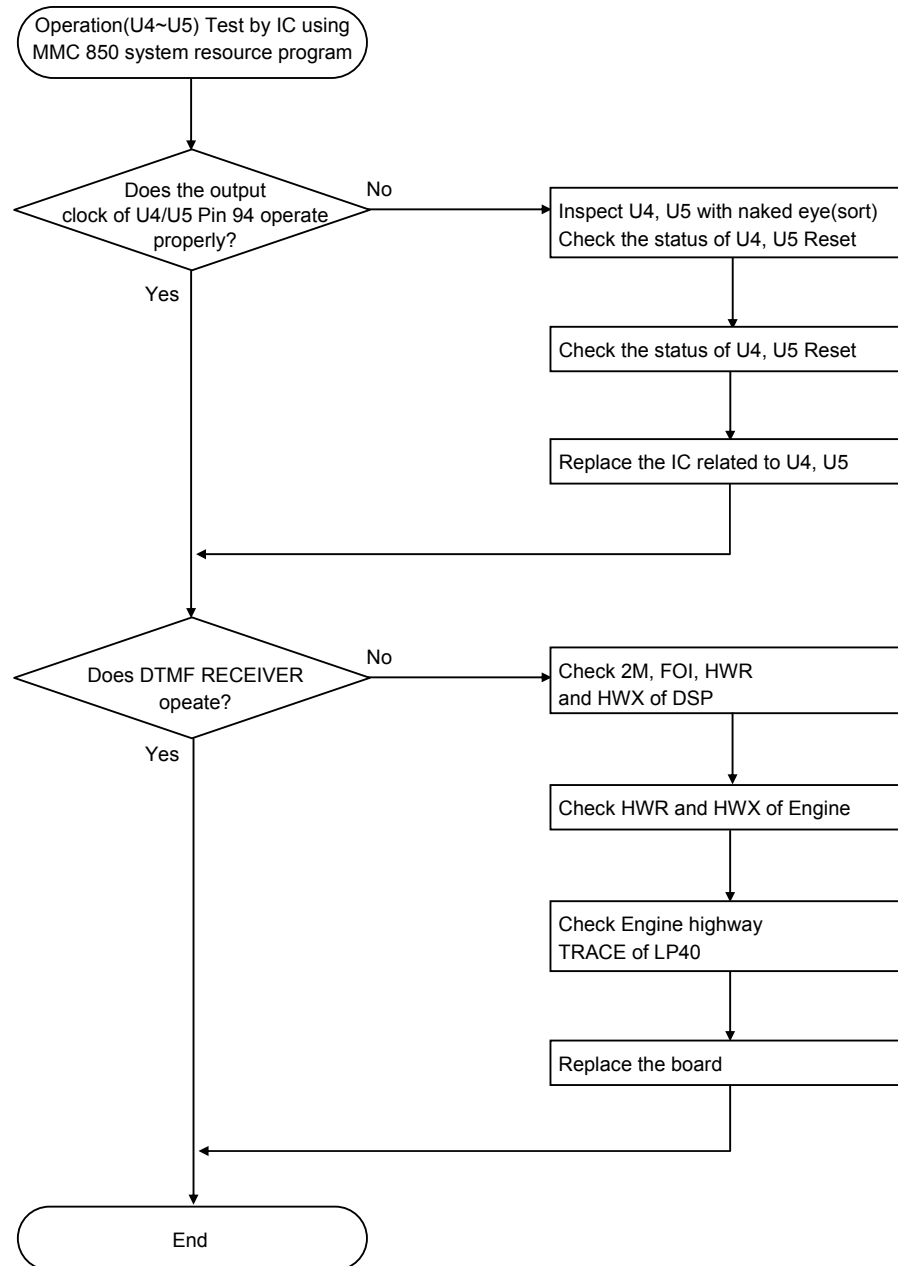 Operation(U4~U5) Test by IC using
MMC 850 system resource program
Does the output
clock of U4/U5 Pin 94 operate
properly?
No
Inspect U4, U5 with naked eye(sort)
Check the status of U4, U5 Reset
Yes
Check the status of U4, U5 Reset
Replace the IC related to U4, U5
Does DTMF RECEIVER
opeate?
No
Check 2M, FOI, HWR
and HWX of DSP
Yes
Check HWR and HWX of Engine
Check Engine highway
TRACE of LP40
Replace the board
End